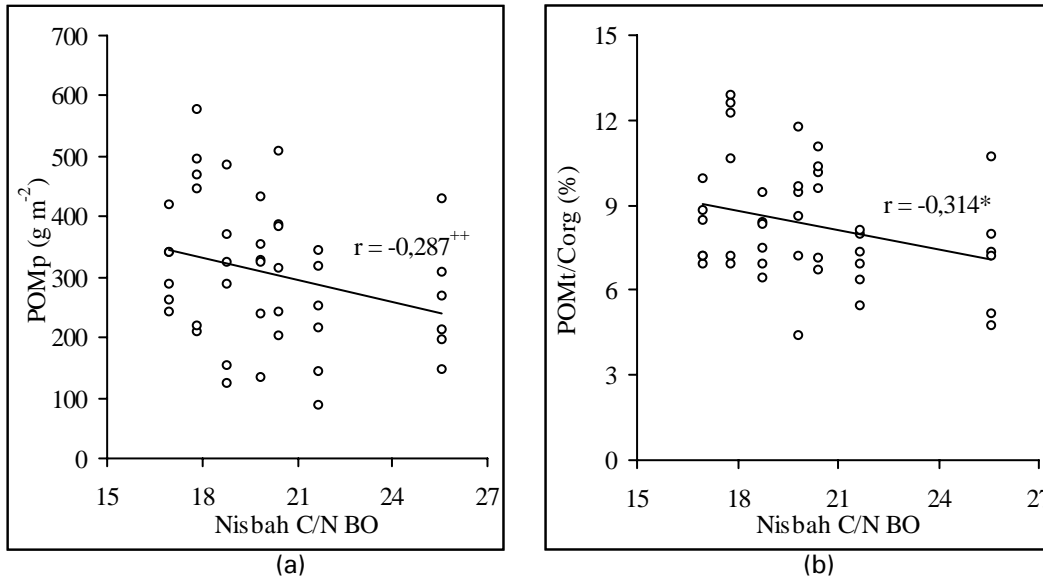 700
600
500
400
300
200
100
0
POMp (g m⁻²)
r = -0,287⁺⁺
15 18 21 24 27
Nisbah C/N BO
(a)
15
12
9
6
3
0
POMt/Corg (%)
r = -0,314*
15 18 21 24 27
Nisbah C/N BO
(b)